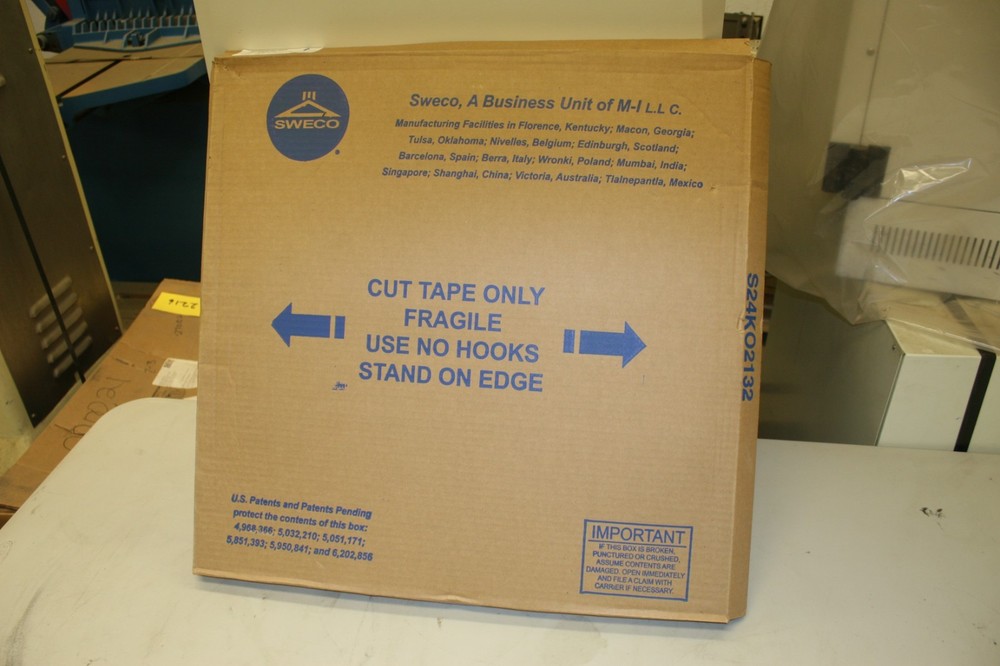 SWECO
Sweco, A Business Unit of M-I L.L C.
Manufacturing Facilities in Florence, Kentucky; Macon, Georgia;
Tulsa, Oklahoma; Nivelles, Belgium; Edinburgh, Scotland;
Barcelona, Spain; Berra, Italy; Wronki, Poland; Mumbai, India;
Singapore; Shanghai, China; Victoria, Australia; Tlalnepantla, Mexico
CUT TAPE ONLY
FRAGILE
USE NO HOOKS
STAND ON EDGE
S24KO2132
U.S. Patents and Patents Pending
protect the contents of this box:
4,968,366; 5,032,210; 5,051,171;
5,851,393; 5,950,841; and 6,202,856
IMPORTANT
IF THIS BOX IS BROKEN,
PUNCTURED OR CRUSHED,
ASSUME CONTENTS ARE
DAMAGED. OPEN IMMEDIATELY
AND FILE A CLAIM WITH
CARRIER IF NECESSARY.